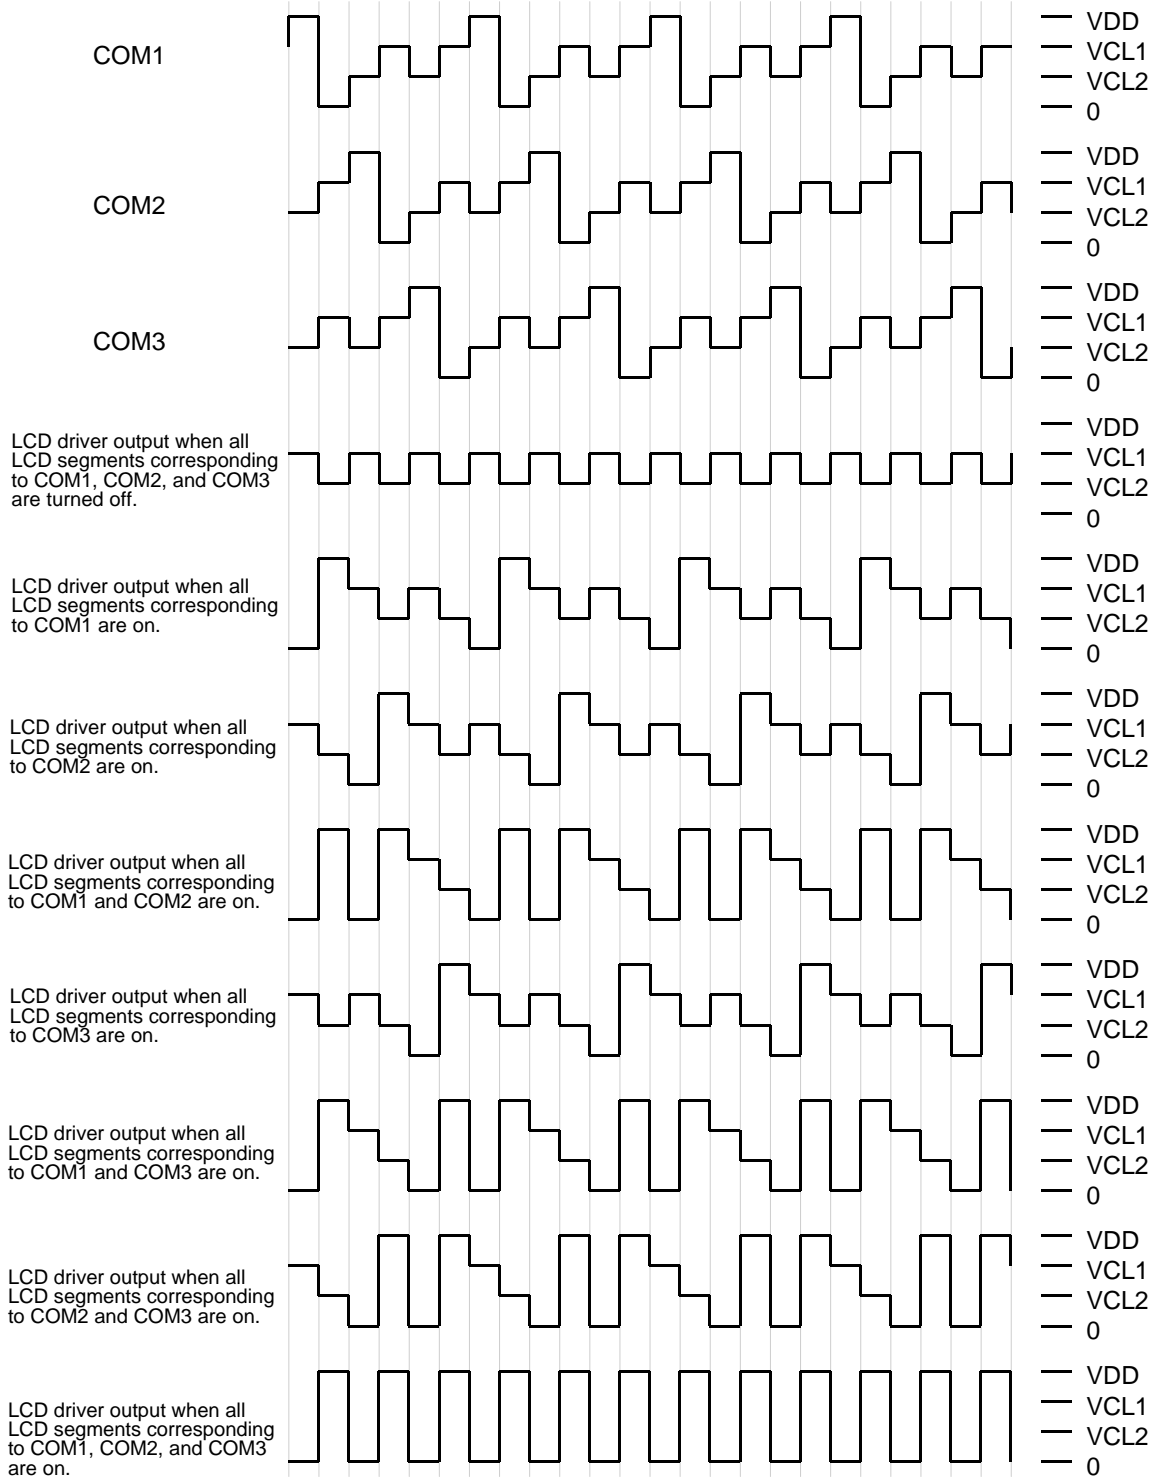 COM1
VDD
VCL1
VCL2
0
COM2
VDD
VCL1
VCL2
0
COM3
VDD
VCL1
VCL2
0
LCD driver output when all
LCD segments corresponding
to COM1, COM2, and COM3
are turned off.
VDD
VCL1
VCL2
0
LCD driver output when all
LCD segments corresponding
to COM1 are on.
VDD
VCL1
VCL2
0
LCD driver output when all
LCD segments corresponding
to COM2 are on.
VDD
VCL1
VCL2
0
LCD driver output when all
LCD segments corresponding
to COM1 and COM2 are on.
VDD
VCL1
VCL2
0
LCD driver output when all
LCD segments corresponding
to COM3 are on.
VDD
VCL1
VCL2
0
LCD driver output when all
LCD segments corresponding
to COM1 and COM3 are on.
VDD
VCL1
VCL2
0
LCD driver output when all
LCD segments corresponding
to COM2 and COM3 are on.
VDD
VCL1
VCL2
0
LCD driver output when all
LCD segments corresponding
to COM1, COM2, and COM3
are on.
VDD
VCL1
VCL2
0